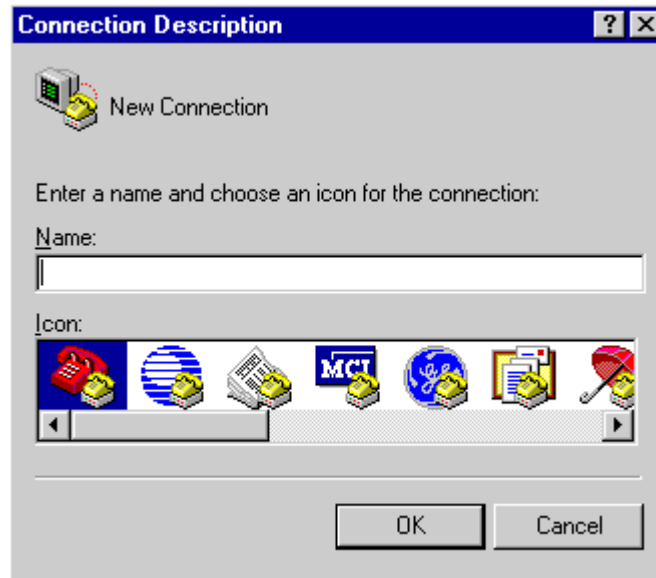 Connection Description
New Connection
Enter a name and choose an icon for the connection:
Name:
Icon:
MCI
OK Cancel